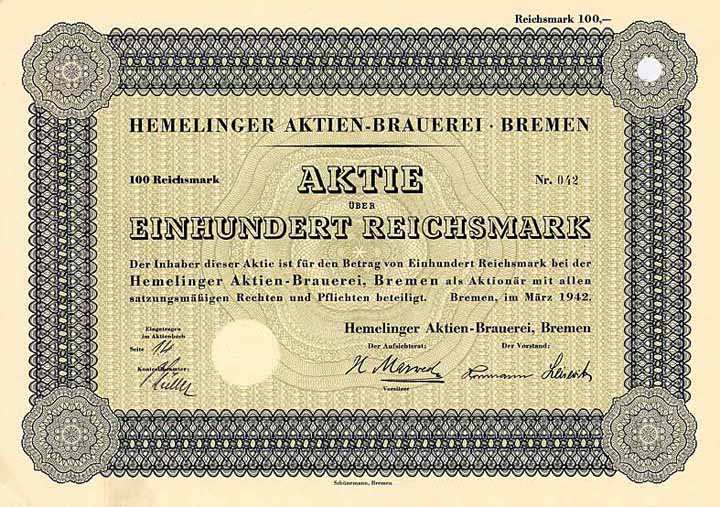 Reichsmark 100,—
HEMELINGER AKTIEN-BRAUEREI · BREMEN
100 Reichsmark
AKTIE
Nr. 042
ÜBER
EINHUNDERT REICHSMARK
Der Inhaber dieser Aktie ist für den Betrag von Einhundert Reichsmark bei der
Hemelinger Aktien-Brauerei, Bremen als Aktionär mit allen
satzungsmäßigen Rechten und Pflichten beteiligt. Bremen, im März 1942.
Eingetragen
im Aktienbuch
Seite 14
Kontrollbeamter:
Müller
Hemelinger Aktien-Brauerei, Bremen
Der Aufsichtsrat:
Der Vorstand:
Vorsitzer
Schünemann, Bremen